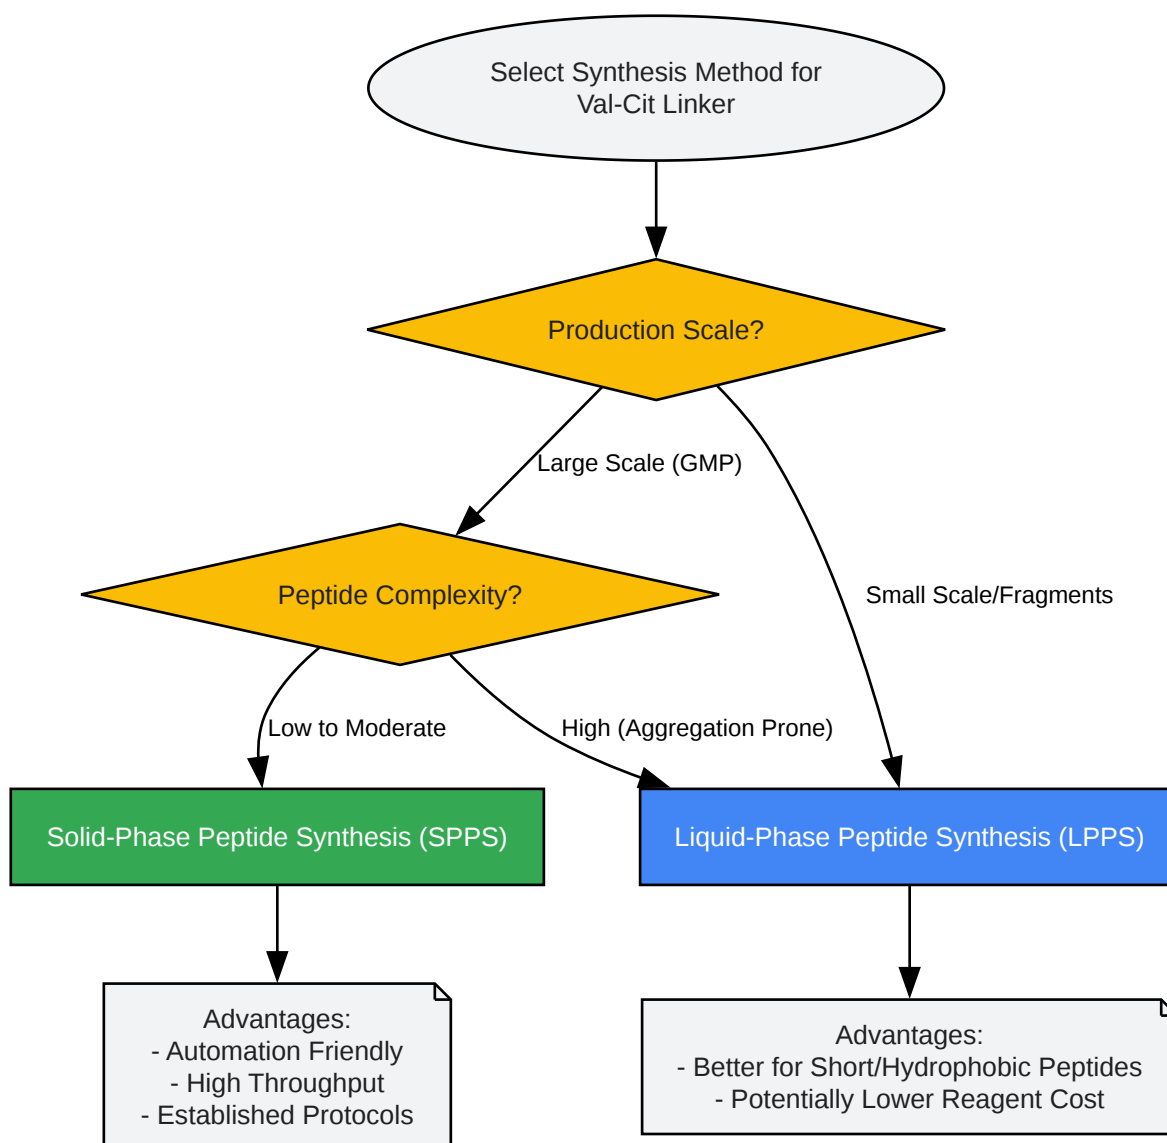 Select Synthesis Method for
Val-Cit Linker
Production Scale?
Large Scale (GMP)
Peptide Complexity?
Small Scale/Fragments
Low to Moderate
High (Aggregation Prone)
Solid-Phase Peptide Synthesis (SPPS)
Liquid-Phase Peptide Synthesis (LPPS)
Advantages:
- Automation Friendly
- High Throughput
- Established Protocols
Advantages:
- Better for Short/Hydrophobic Peptides
- Potentially Lower Reagent Cost